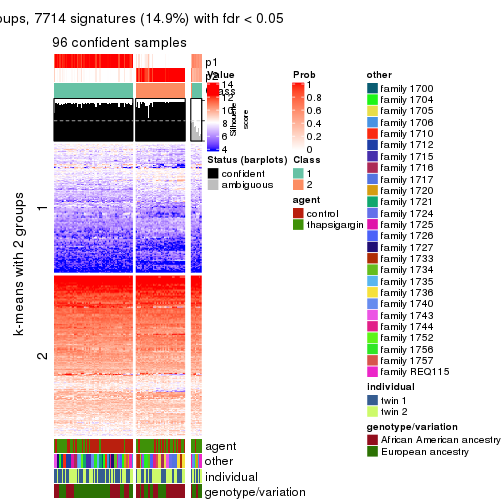 oups, 7714 signatures (14.9%) with fdr < 0.05
96 confident samples
p1
p2
Class
Silhouette
score
k-means with 2 groups
1
2
agent
other
individual
genotype/variation
Value
14
12
10
8
6
4
Status (barplots)
confident
ambiguous
Prob
1
0.8
0.6
0.4
0.2
0
Class
1
2
agent
control
thapsigargin
other
family 1700
family 1704
family 1705
family 1706
family 1710
family 1712
family 1715
family 1716
family 1717
family 1720
family 1721
family 1724
family 1725
family 1726
family 1727
family 1733
family 1734
family 1735
family 1736
family 1740
family 1743
family 1744
family 1752
family 1756
family 1757
family REQ115
individual
twin 1
twin 2
genotype/variation
African American ancestry
European ancestry